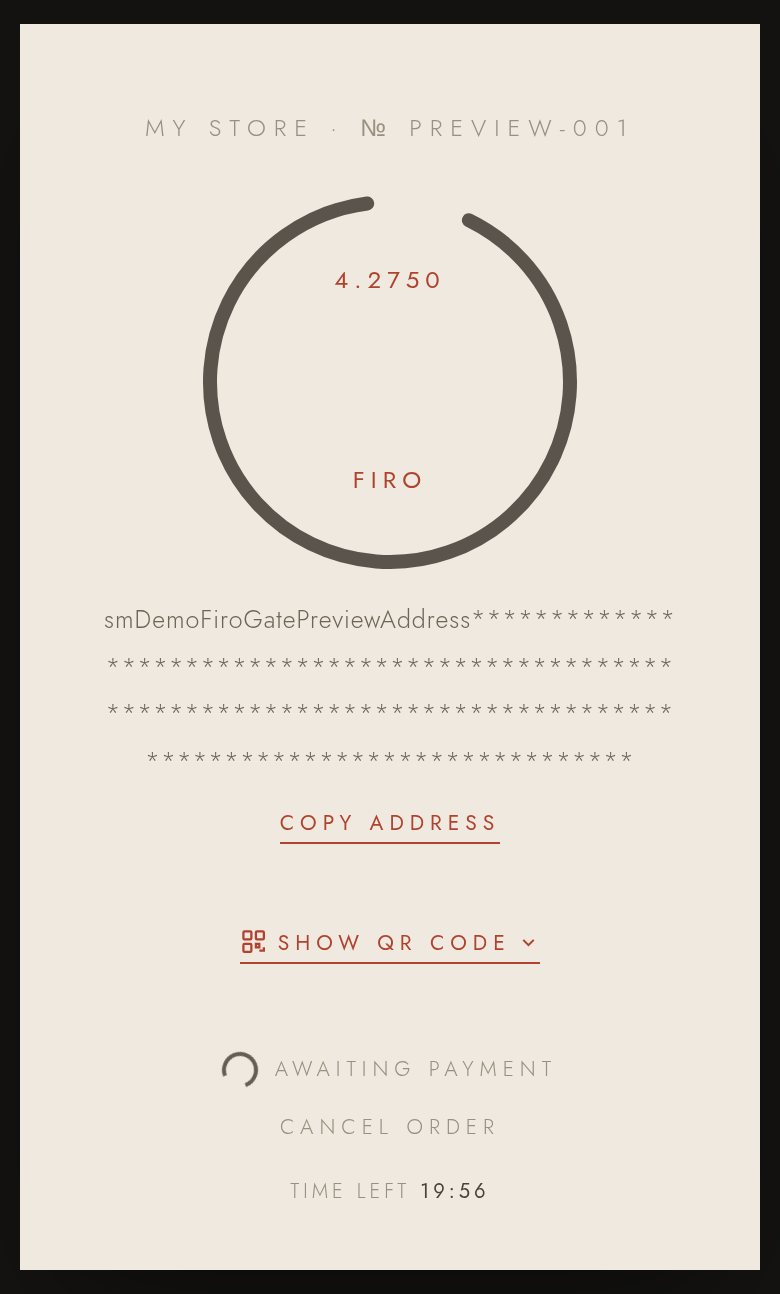 MY STORE · № PREVIEW-001
4.2750
FIRO
smDemoFiroGatePreviewAddress*************
************************************
************************************
*******************************
COPY ADDRESS
SHOW QR CODE
AWAITING PAYMENT
CANCEL ORDER
TIME LEFT 19:56